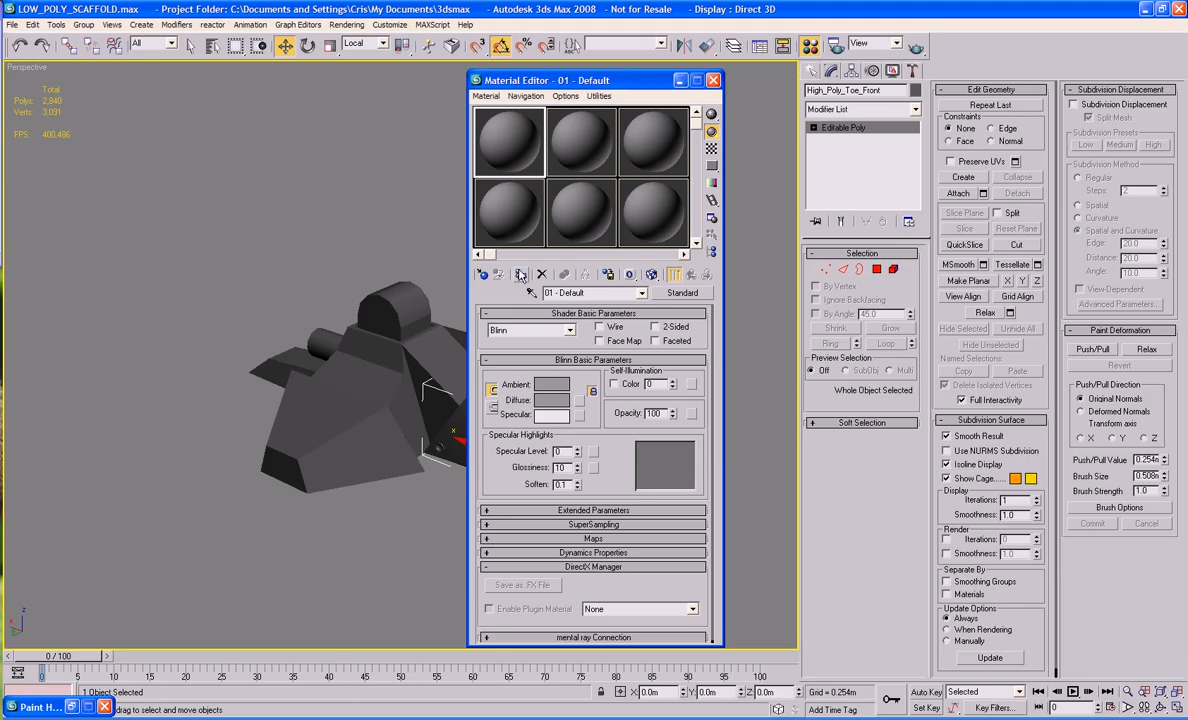 LOW_POLY_SCAFFOLD.max - Project Folder: C:\Documents and Settings\Cris\My Documents\3dsmax - Autodesk 3ds Max 2008 - Not for Resale - Display : Direct 3D
File Edit Tools Group Views Create Modifiers reactor Animation Graph Editors Rendering Customize MAXScript Help
All Local View
Perspective
Total
Polys: 2,840
Verts: 3,091
FPS: 400.486
Material Editor - 01 - Default
Material Navigation Options Utilities
01 - Default Standard
Shader Basic Parameters
Blinn Wire 2-Sided
Face Map Faceted
Blinn Basic Parameters
Self-Illumination
Ambient: Color 0
Diffuse:
Specular: Opacity: 100
Specular Highlights
Specular Level: 0
Glossiness: 10
Soften: 0.1
Extended Parameters
SuperSampling
Maps
Dynamics Properties
DirectX Manager
Save as .FX File
Enable Plugin Material None
mental ray Connection
High_Poly_Toe_Front
Modifier List
Editable Poly
Selection
By Vertex
Ignore Backfacing
By Angle: 45.0
Shrink Grow
Ring Loop
Preview Selection
Off SubObj Multi
Whole Object Selected
Soft Selection
Edit Geometry
Repeat Last
Constraints
None Edge
Face Normal
Preserve UVs
Create Collapse
Attach Detach
Slice Plane Split
Slice Reset Plane
QuickSlice Cut
MSmooth Tessellate
Make Planar X Y Z
View Align Grid Align
Relax
Hide Selected Unhide All
Hide Unselected
Named Selections:
Copy Paste
Delete Isolated Vertices
Full Interactivity
Subdivision Surface
Smooth Result
Use NURMS Subdivision
Isoline Display
Show Cage......
Display
Iterations: 1
Smoothness: 1.0
Render
Iterations: 0
Smoothness: 1.0
Separate By
Smoothing Groups
Materials
Update Options
Always
When Rendering
Manually
Update
Subdivision Displacement
Subdivision Displacement
Split Mesh
Subdivision Presets
Low Medium High
Subdivision Method
Regular
Steps: 2
Spatial
Curvature
Spatial and Curvature
Edge: 20.0
Distance: 20.0
Angle: 10.0
View-Dependent
Advanced Parameters...
Paint Deformation
Push/Pull Relax
Revert
Push/Pull Direction
Original Normals
Deformed Normals
Transform axis
X Y Z
Push/Pull Value 0.254m
Brush Size 0.508m
Brush Strength 1.0
Brush Options
Commit Cancel
z
x
x
0 / 100
0 5 10 15 20 25 30 35 40 45 50 55 60 65 70 75 80 85 90 95 100
1 Object Selected X: 0.0m Y: 0.0m Z: 0.0m Grid = 0.254m Auto Key Selected
Paint H... drag to select and move objects Add Time Tag Set Key Key Filters... 0